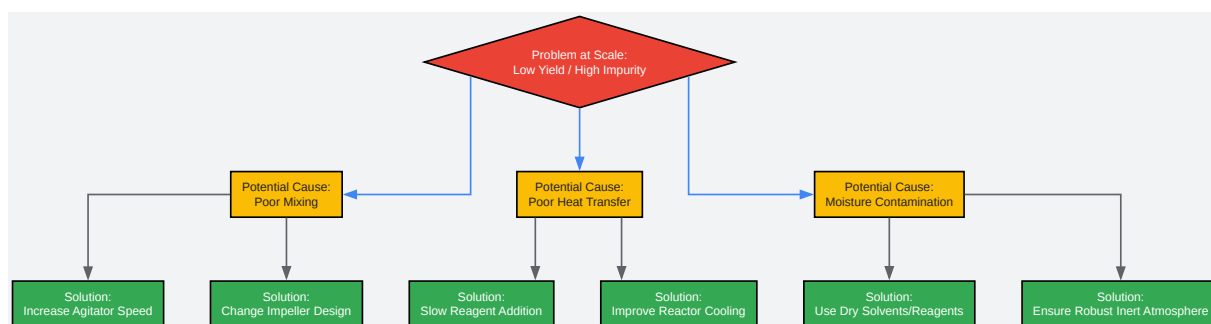 Problem at Scale:
Low Yield / High Impurity
Potential Cause:
Poor Mixing
Potential Cause:
Poor Heat Transfer
Potential Cause:
Moisture Contamination
Solution:
Increase Agitator Speed
Solution:
Change Impeller Design
Solution:
Slow Reagent Addition
Solution:
Improve Reactor Cooling
Solution:
Use Dry Solvents/Reagents
Solution:
Ensure Robust Inert Atmosphere